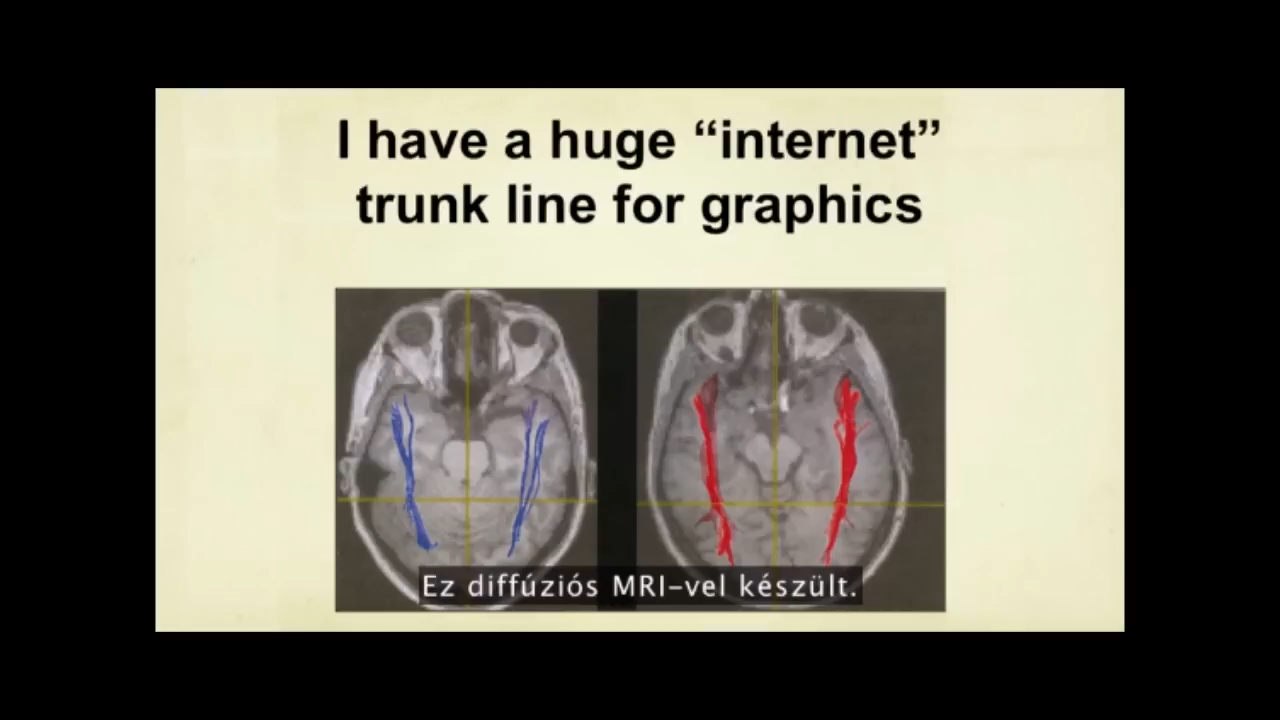 I have a huge “internet”
trunk line for graphics
Ez diffúziós MRI-vel készült.